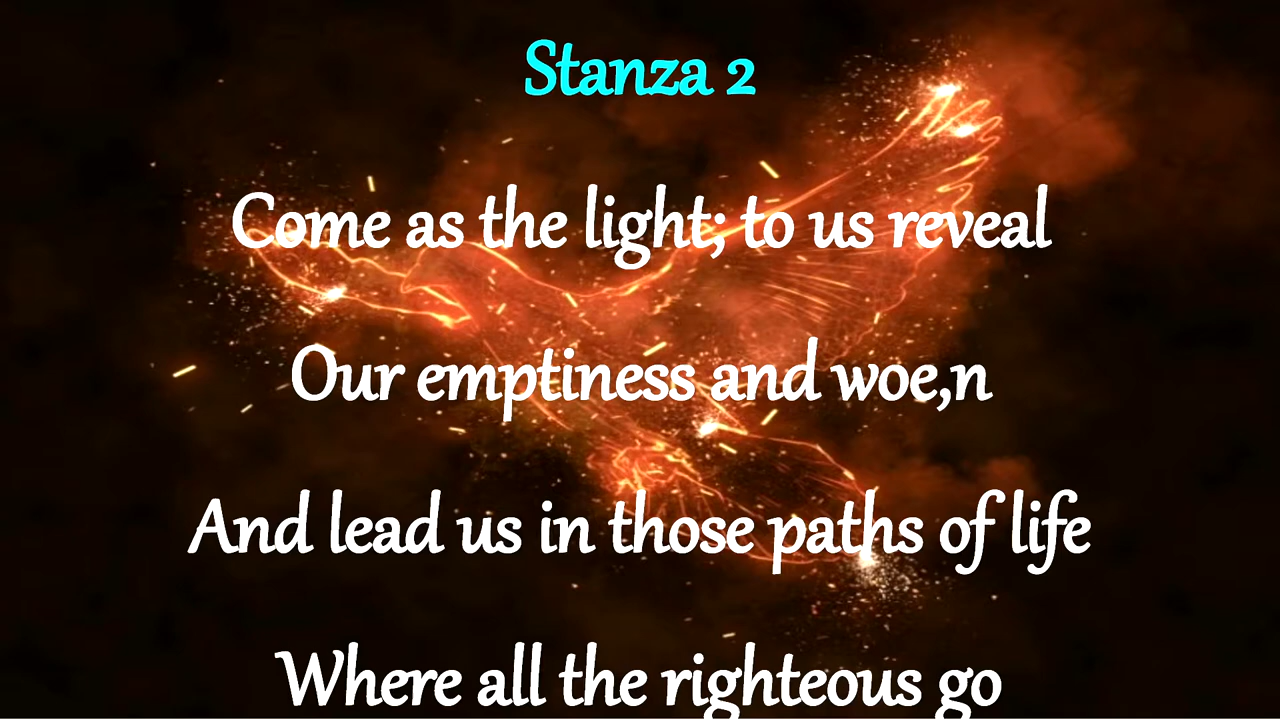 Stanza 2
Come as the light; to us reveal
Our emptiness and woe,n
And lead us in those paths of life
Where all the righteous go